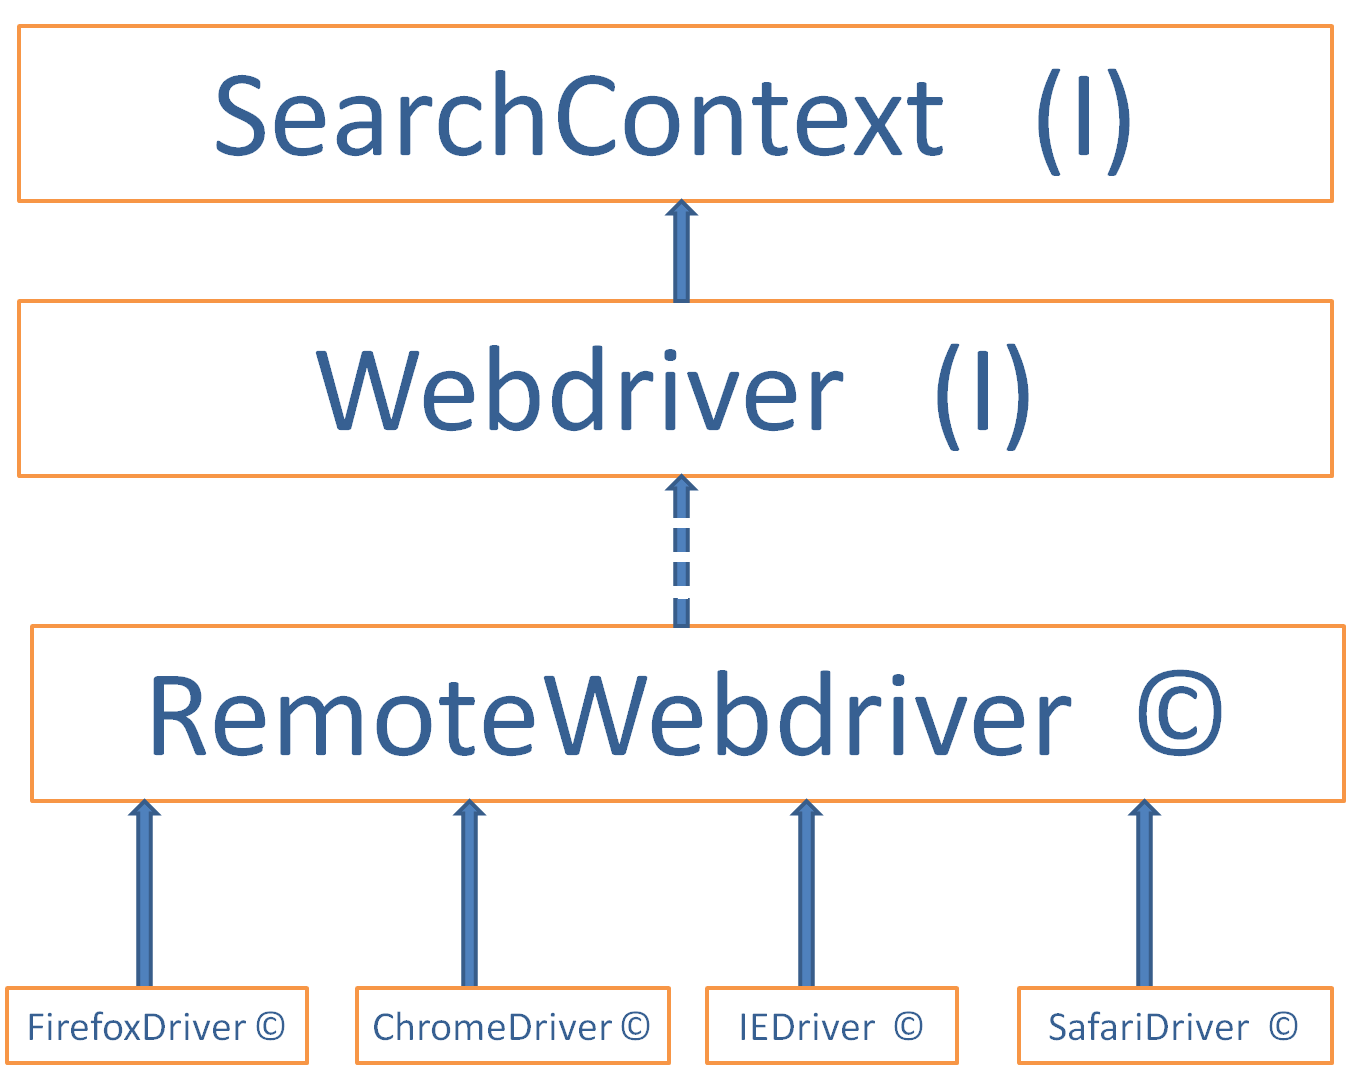 SearchContext (I)
Webdriver (I)
RemoteWebdriver ©
FirefoxDriver © ChromeDriver © IEDriver © SafariDriver ©